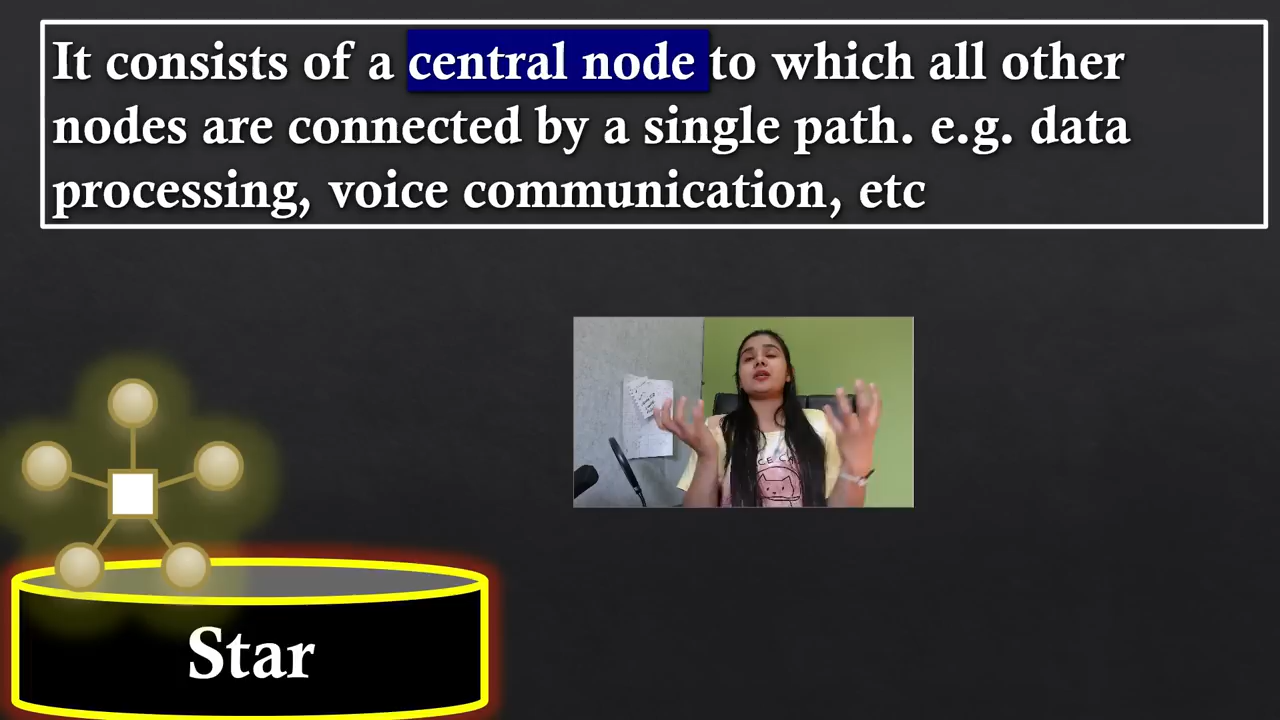 It consists of a central node to which all other
nodes are connected by a single path. e.g. data
processing, voice communication, etc
Star